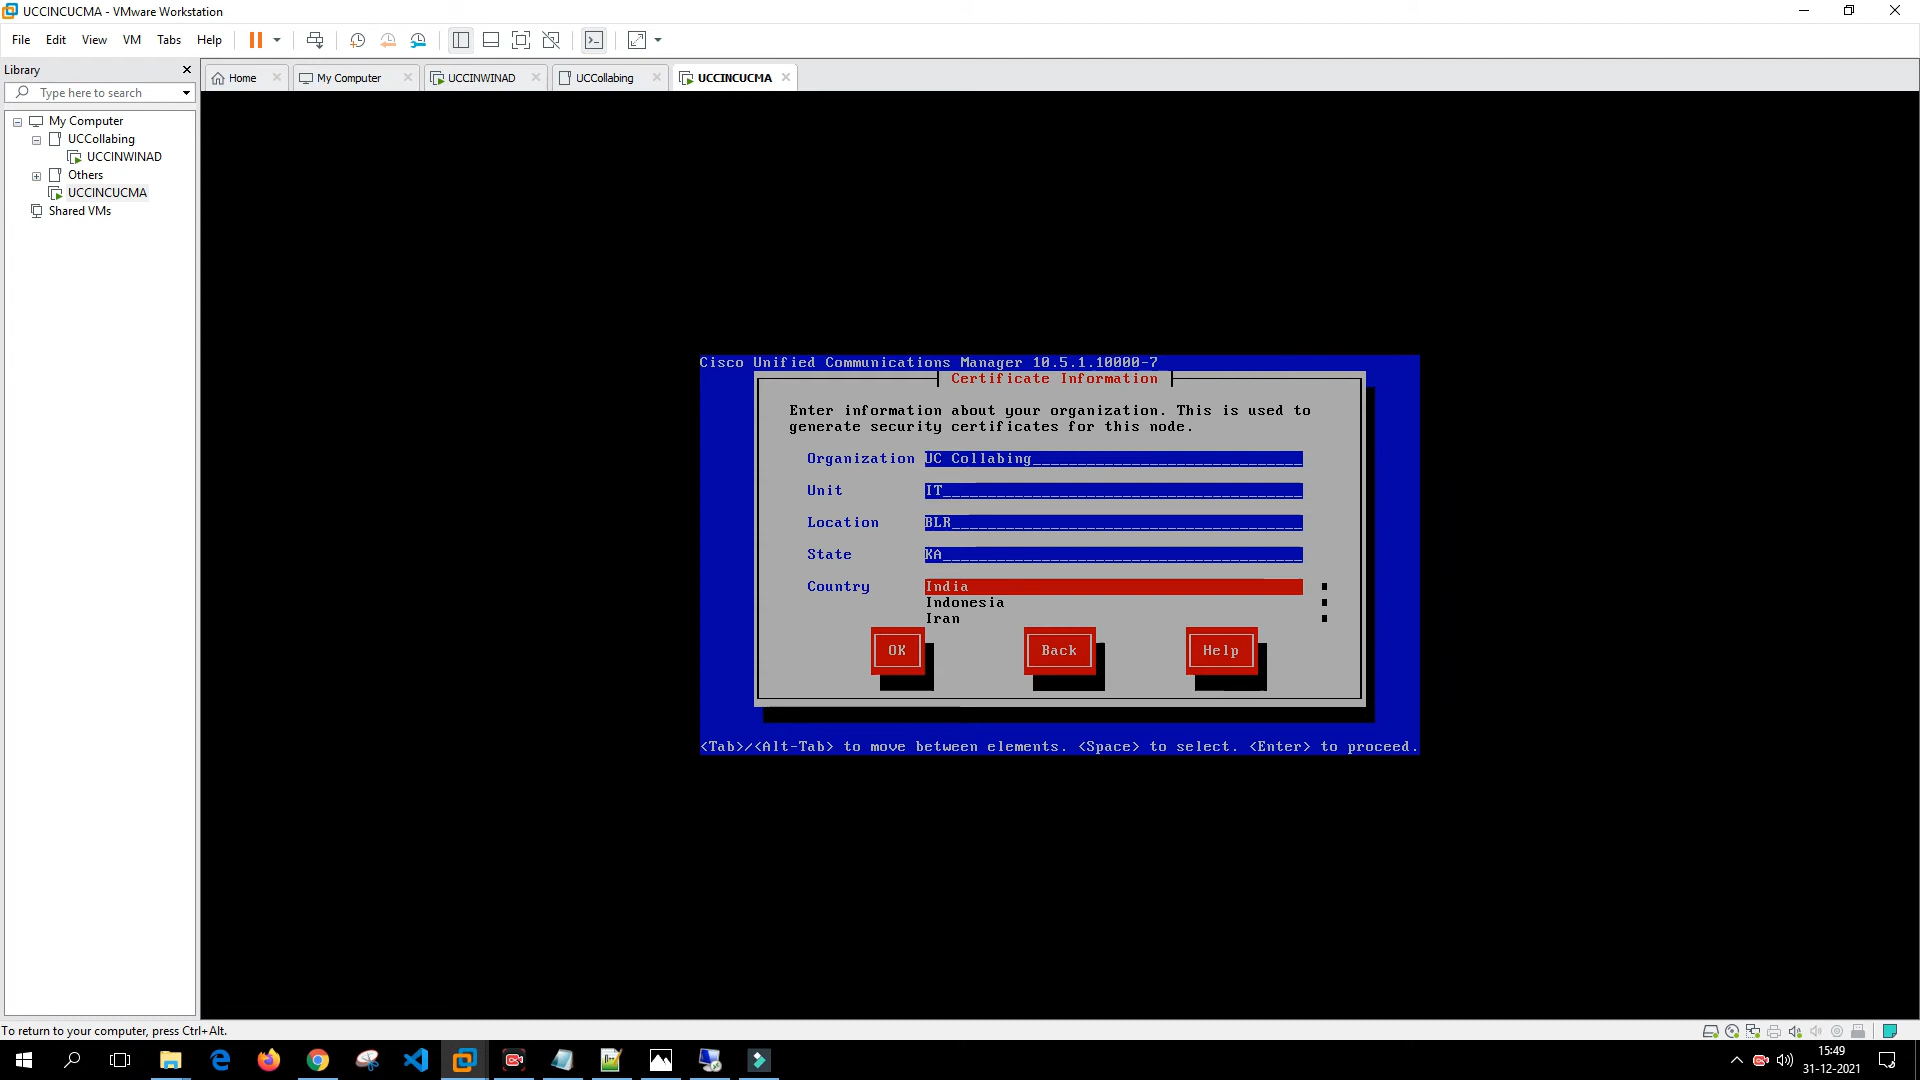 UCCINCUCMA - VMware Workstation
File Edit View VM Tabs Help
Library
Home
My Computer
UCCINWINAD
UCCollabing
UCCINCUCMA
Type here to search
My Computer
UCCollabing
UCCINWINAD
Others
UCCINCUCMA
Shared VMs
Cisco Unified Communications Manager 10.5.1.10000-7
Certificate Information
Enter information about your organization. This is used to
generate security certificates for this node.
Organization UC Collabing
Unit IT
Location BLR
State KA
Country India
Indonesia
Iran
OK Back Help
<Tab>/<Alt-Tab> to move between elements. <Space> to select. <Enter> to proceed.
To return to your computer, press Ctrl+Alt.
15:49
31-12-2021